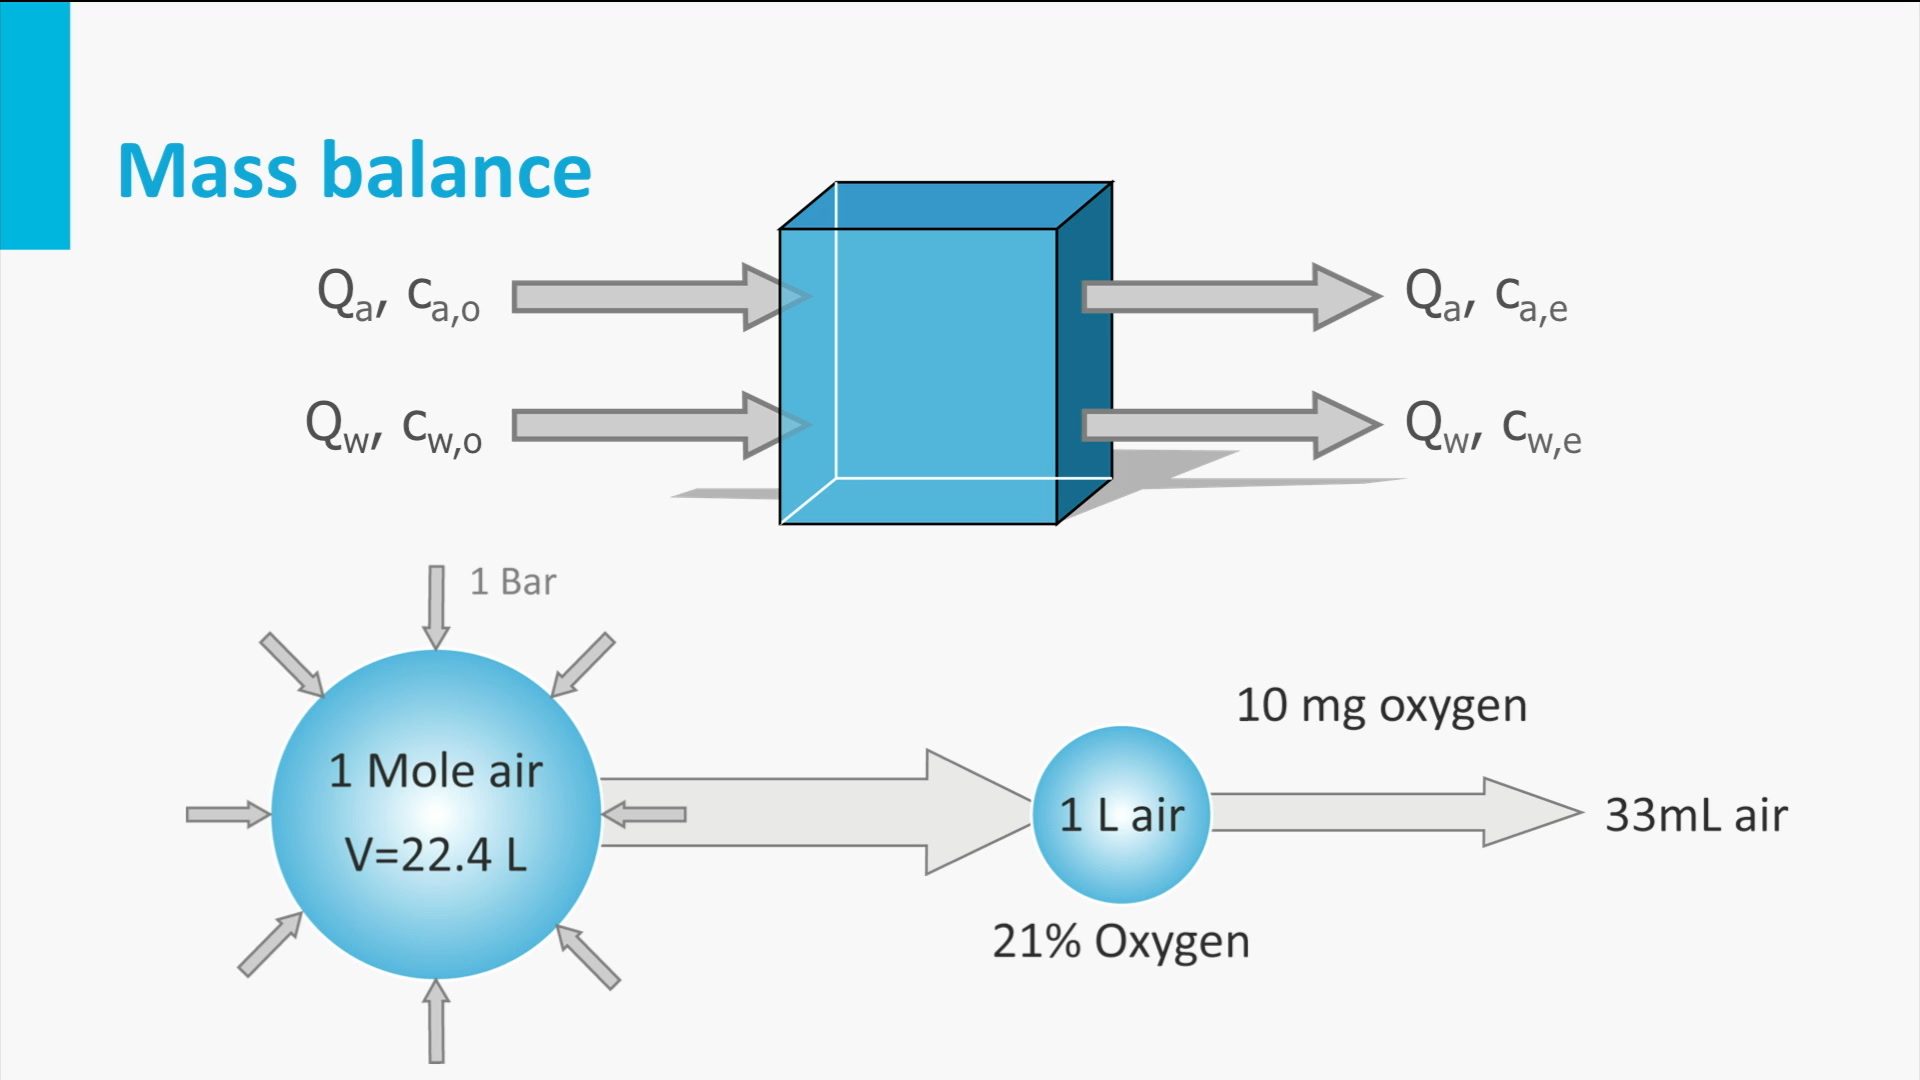 Mass balance
Qa, ca,o
Qa, ca,e
Qw, cw,o
Qw, cw,e
1 Bar
1 Mole air
V=22.4 L
1 L air
21% Oxygen
10 mg oxygen
33mL air